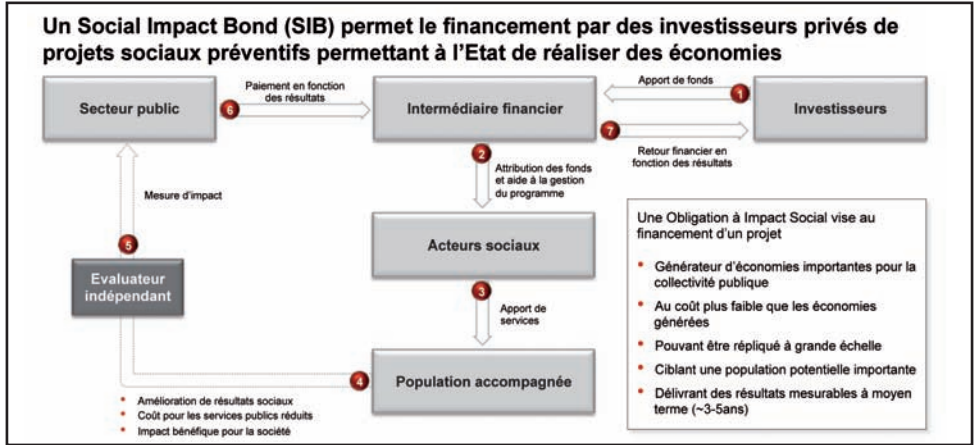 Un Social Impact Bond (SIB) permet le financement par des investisseurs privés de
projets sociaux préventifs permettant à l'Etat de réaliser des économies
Secteur public
6
Paiement en fonction
des résultats
Intermédiaire financier
Apport de fonds
1
Investisseurs
7
Retour financier en
fonction des résultats
2
Attribution des fonds
et aide à la gestion
du programme
Mesure d'impact
5
Evaluateur
indépendant
Acteurs sociaux
3
Apport de
services
4
Population accompagnée
• Amélioration de résultats sociaux
• Coût pour les services publics réduits
• Impact bénéfique pour la société
Une Obligation à Impact Social vise au
financement d'un projet
• Générateur d'économies importantes pour la
collectivité publique
• Au coût plus faible que les économies
générées
• Pouvant être répliqué à grande échelle
• Ciblant une population potentielle importante
• Délivrant des résultats mesurables à moyen
terme (~3-5ans)